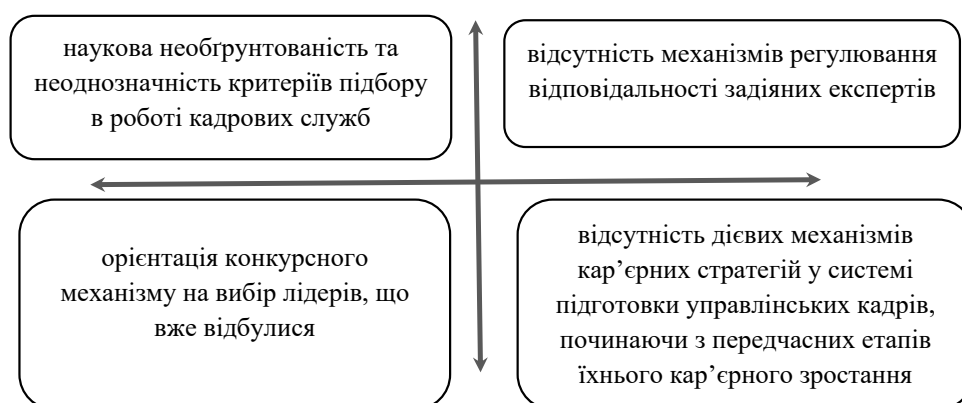 наукова необґрунтованість та
неоднозначність критеріїв підбору
в роботі кадрових служб
відсутність механізмів регулювання
відповідальності задіяних експертів
орієнтація конкурсного
механізму на вибір лідерів, що
вже відбулися
відсутність дієвих механізмів
кар’єрних стратегій у системі
підготовки управлінських кадрів,
починаючи з передчасних етапів
їхнього кар’єрного зростання